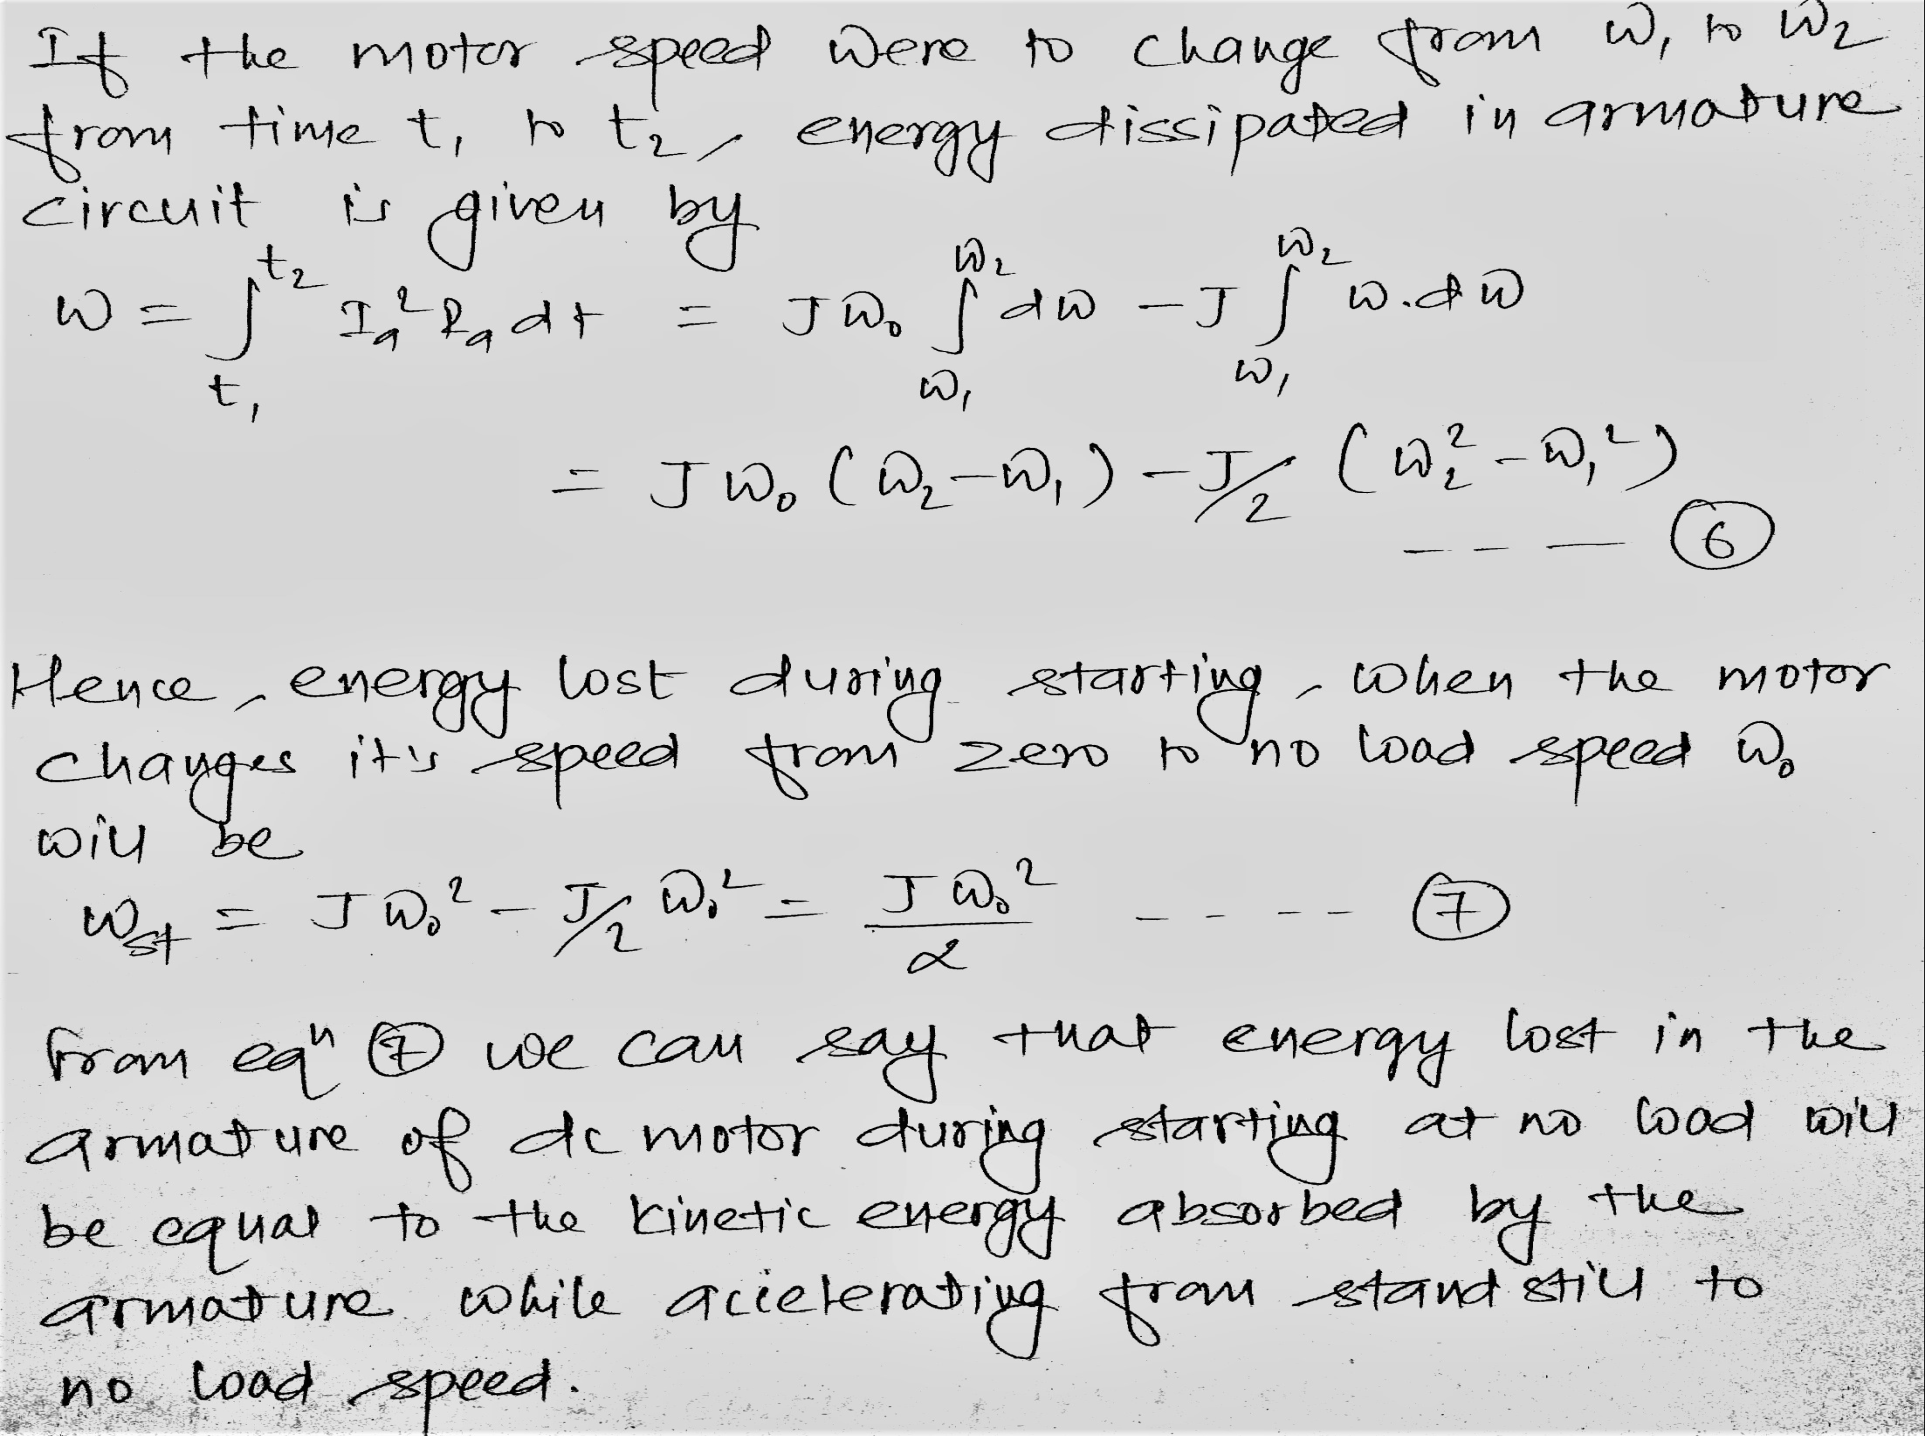 If the motor speed were to change from ω₁ to ω₂
from time t₁ to t₂, energy dissipated in armature
circuit is given by
W = ∫_{t₁}^{t₂} Iₐ² Rₐ dt = Jω₀ ∫_{ω₁}^{ω₂} dω - J ∫_{ω₁}^{ω₂} ω.dω
= Jω₀ (ω₂-ω₁) - J/2 (ω₂² - ω₁²)
---- ⑥
Hence, energy lost during starting, when the motor
changes it's speed from zero to no load speed ω₀
will be
W_st = Jω₀² - J/2 ω₀² = Jω₀²/2 ---- ⑦
from eqⁿ ⑦ we can say that energy lost in the
armature of dc motor during starting at no load will
be equal to the kinetic energy absorbed by the
armature while accelerating from stand still to
no load speed.